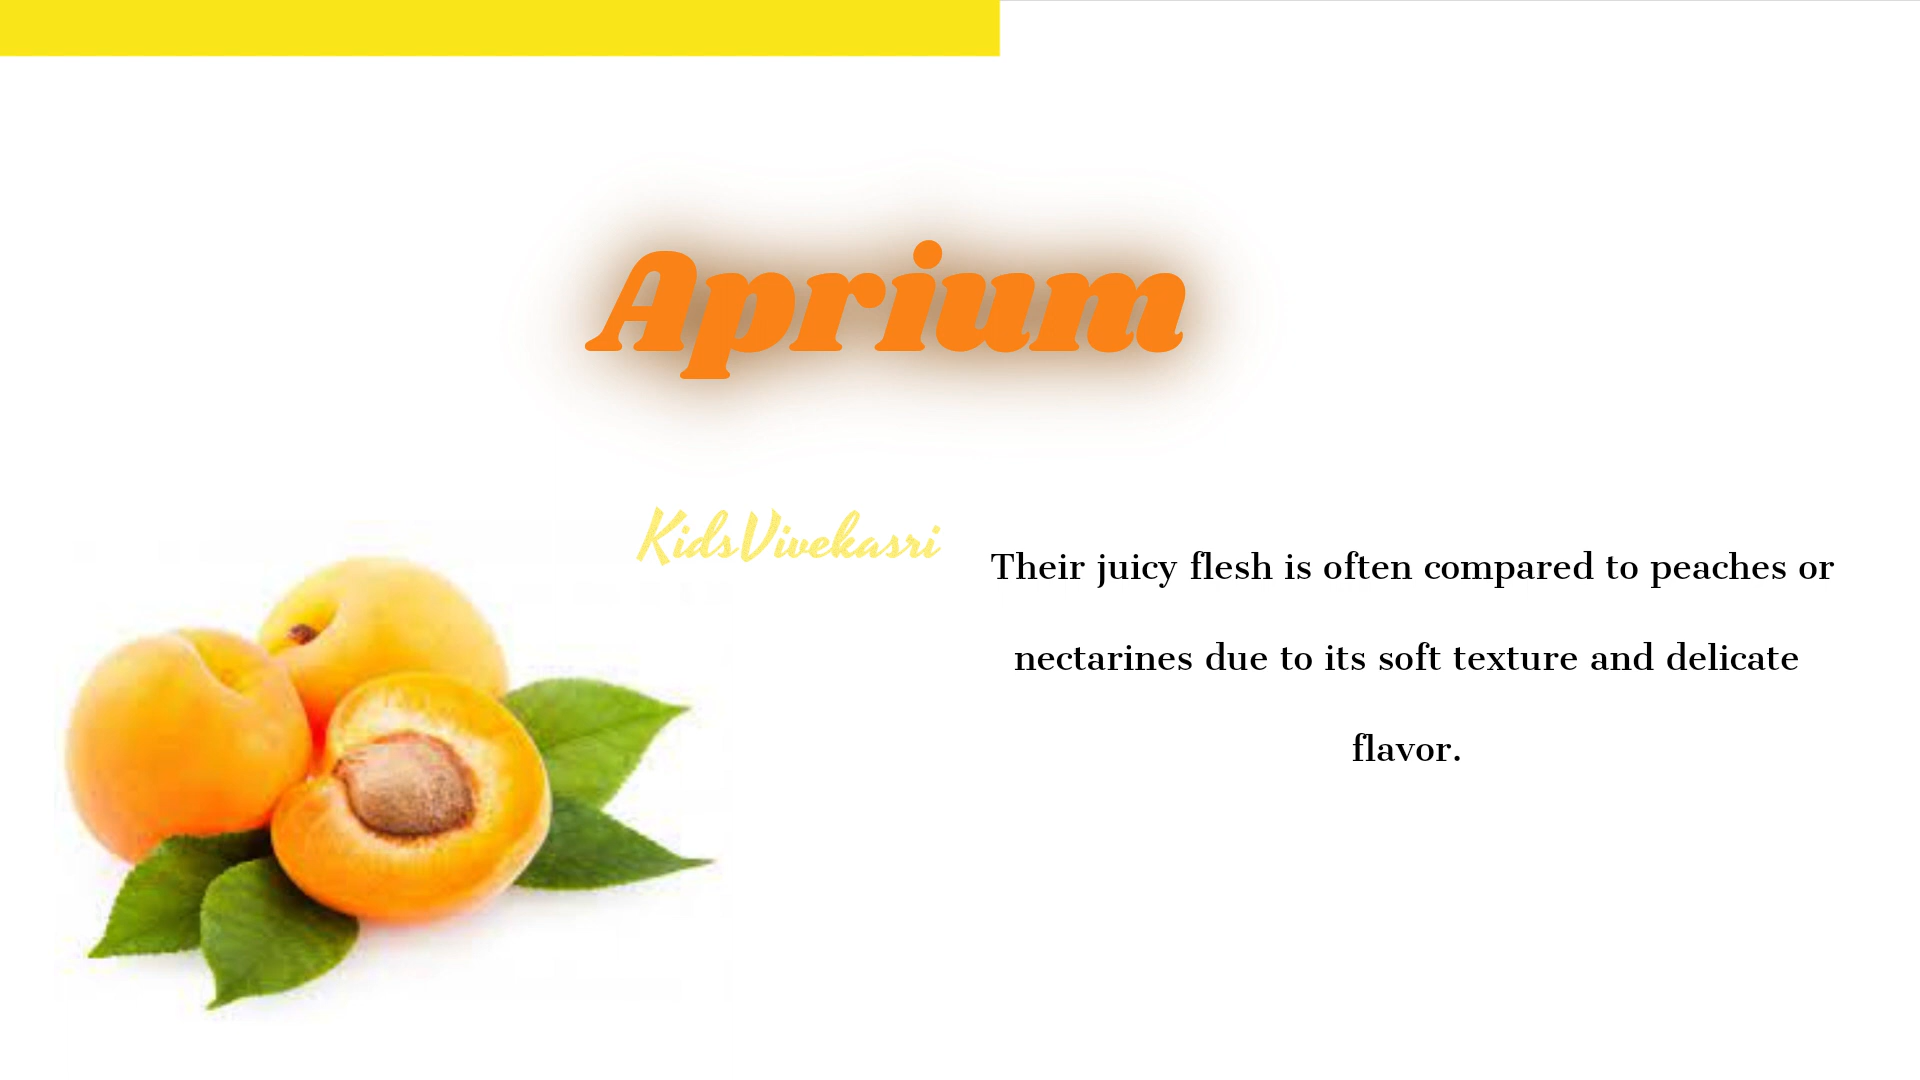 Aprium
KidsVivekasri
Their juicy flesh is often compared to peaches or
nectarines due to its soft texture and delicate
flavor.